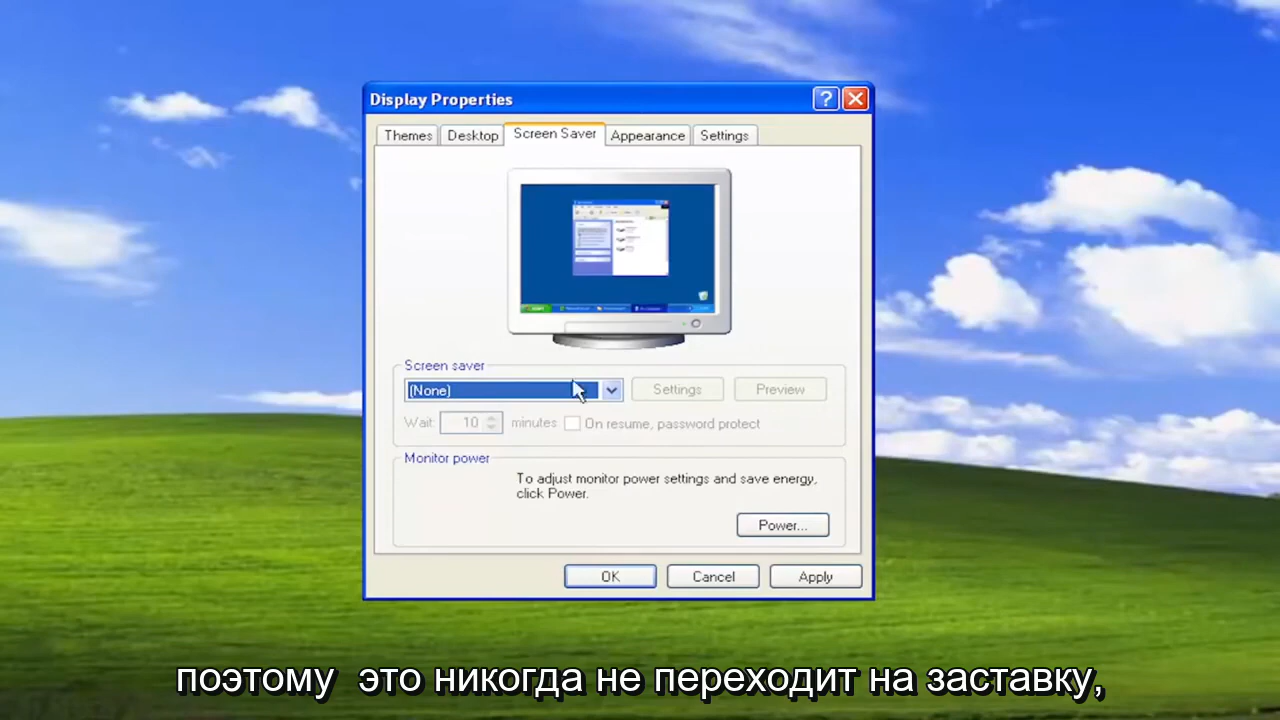 Display Properties
Themes Desktop Screen Saver Appearance Settings
Screen saver
(None) Settings Preview
Wait: 10 minutes On resume, password protect
Monitor power
To adjust monitor power settings and save energy,
click Power.
Power...
OK Cancel Apply
поэтому это никогда не переходит на заставку,